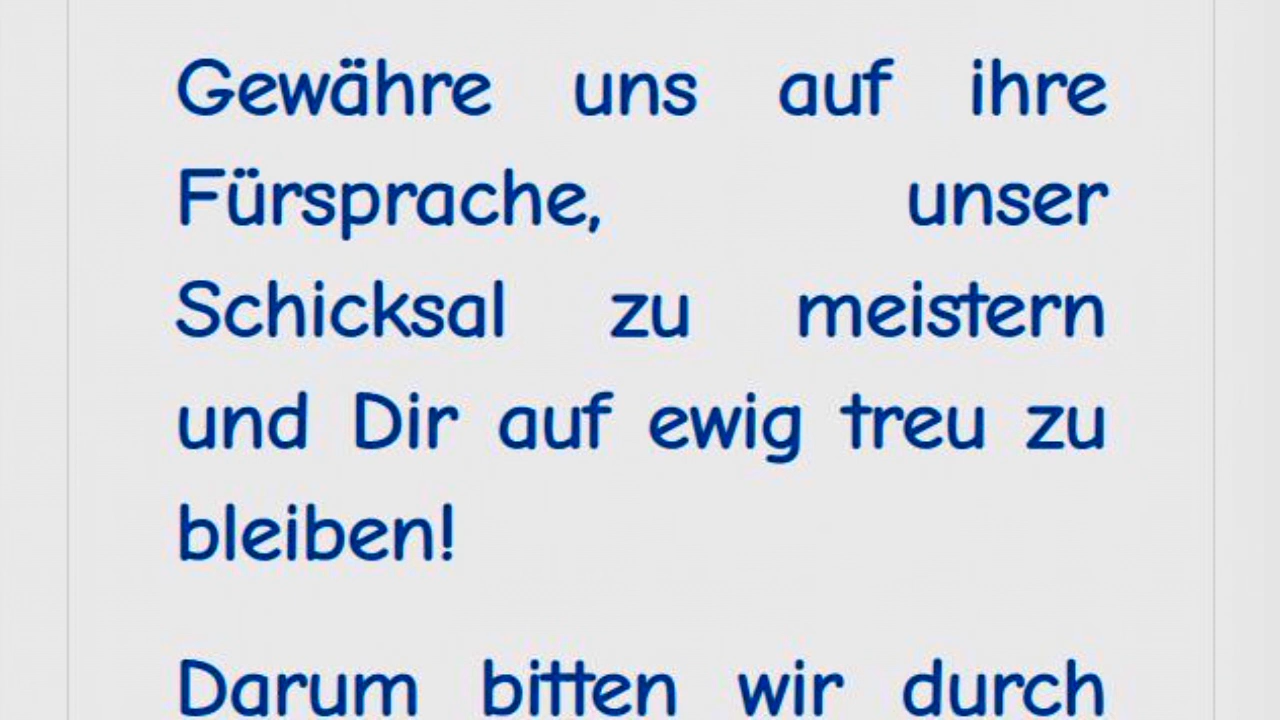 Gewähre uns auf ihre
Fürsprache, unser
Schicksal zu meistern
und Dir auf ewig treu zu
bleiben!
Darum bitten wir durch